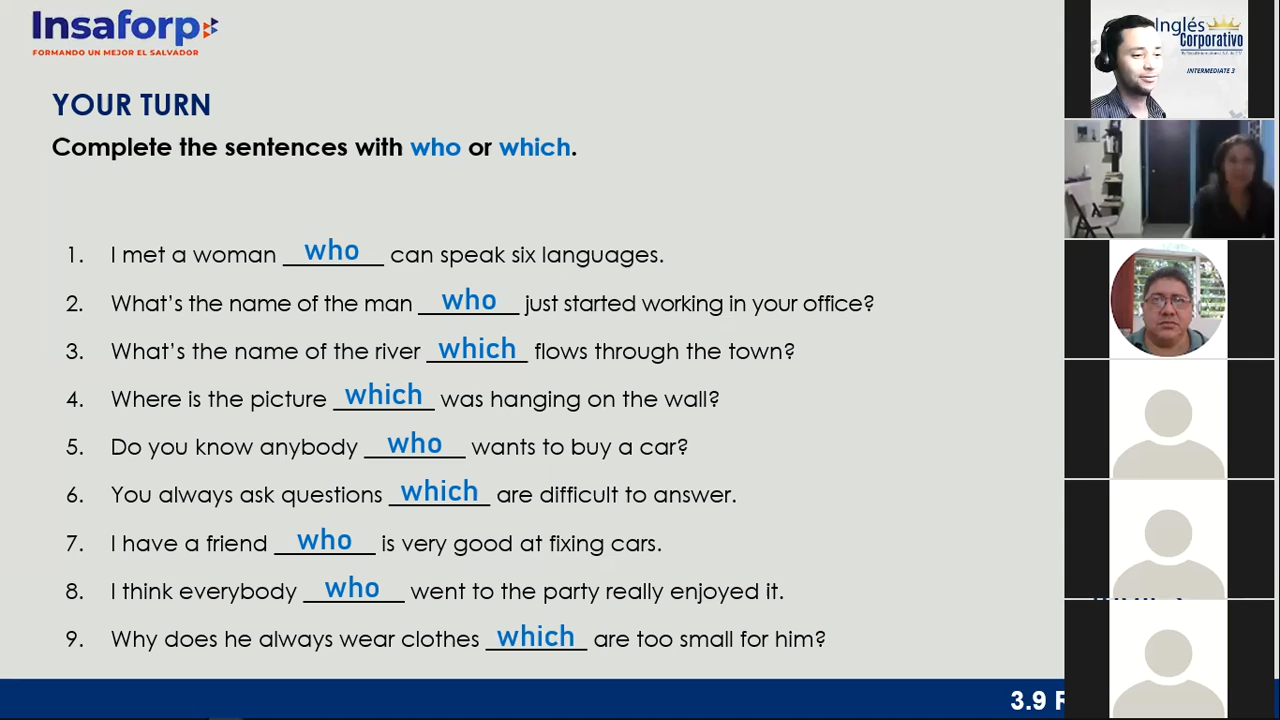 Insaforp
FORMANDO UN MEJOR EL SALVADOR
YOUR TURN
Complete the sentences with who or which.
1. I met a woman who can speak six languages.
2. What's the name of the man who just started working in your office?
3. What's the name of the river which flows through the town?
4. Where is the picture which was hanging on the wall?
5. Do you know anybody who wants to buy a car?
6. You always ask questions which are difficult to answer.
7. I have a friend who is very good at fixing cars.
8. I think everybody who went to the party really enjoyed it.
9. Why does he always wear clothes which are too small for him?
3.9 R
Inglés
Corporativo
INTERMEDIATE 3